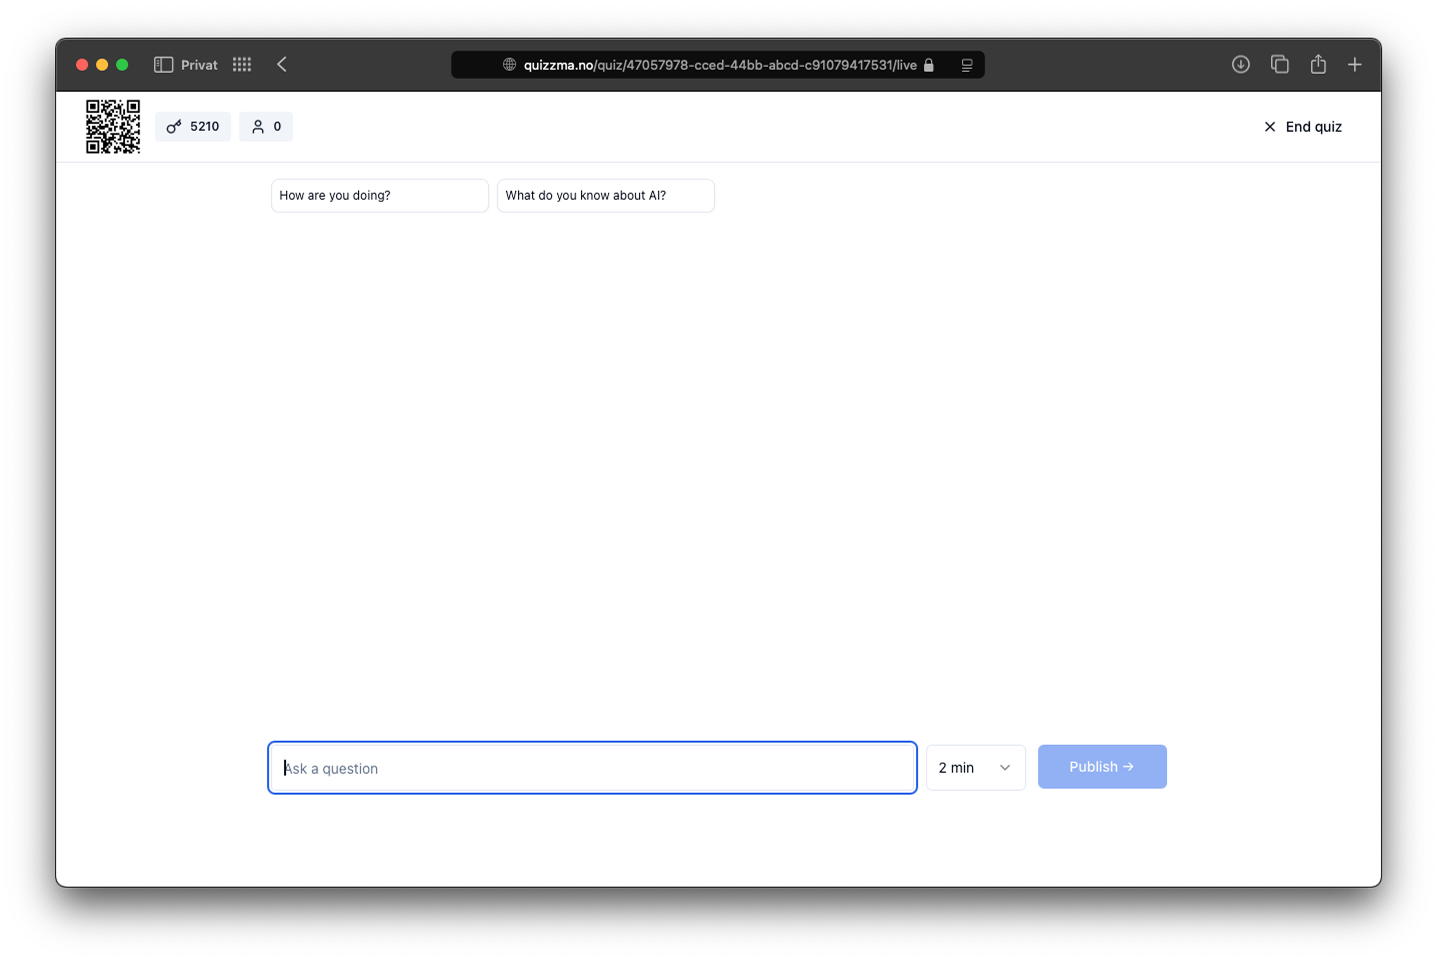 Privat
quizzma.no/quiz/47057978-cced-44bb-abcd-c91079417531/live
5210
0
End quiz
How are you doing?
What do you know about AI?
Ask a question
2 min
Publish →